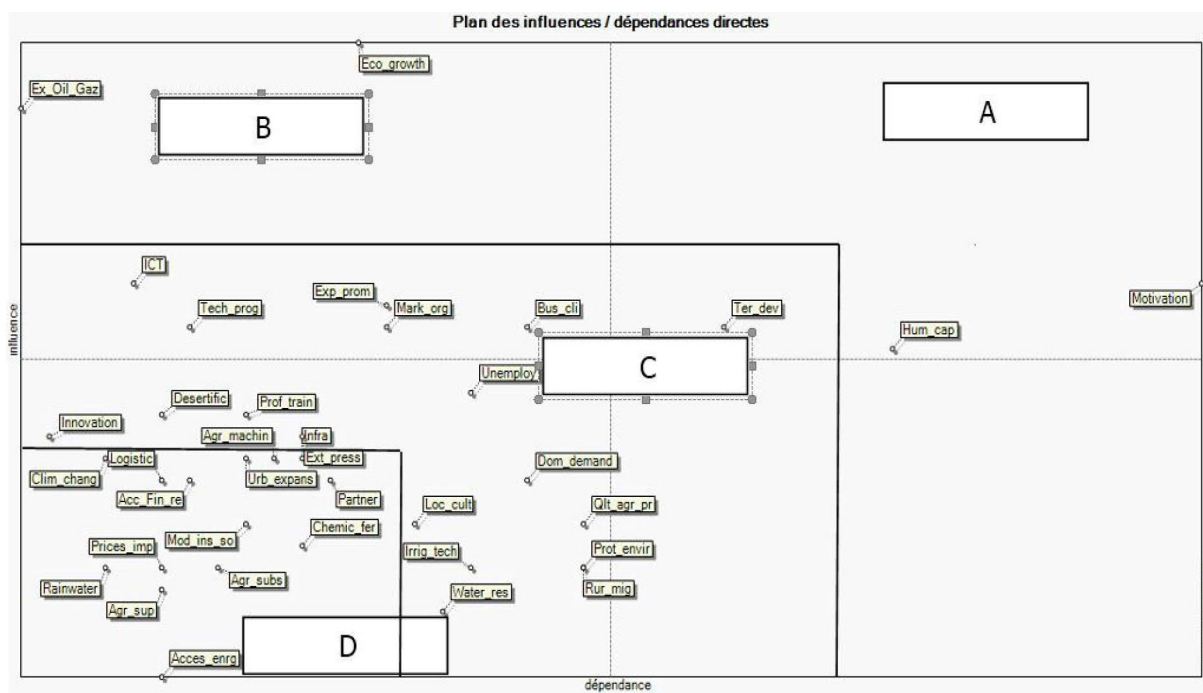 Plan des influences / dépendances directes
Eco_growth
Ex_Oil_Gaz
A
B
ICT
Exp_prom
Motivation
Tech_prog
Mark_org
Bus_cli
Ter_dev
influence
Hum_cap
C
Unemploy
Desertific
Prof_train
Innovation
Agr_machin
Infra
Logistic
Ext_press
Dom_demand
Clim_chang
Urb_expans
Acc_Fin_re
Partner
Loc_cult
Qlt_agr_pr
Chemic_fer
Mod_ins_so
Prices_imp
Irrig_tech
Prot_envir
Agr_subs
Rainwater
Rur_mig
Water_res
Agr_sup
D
Acces_enrg
dépendance